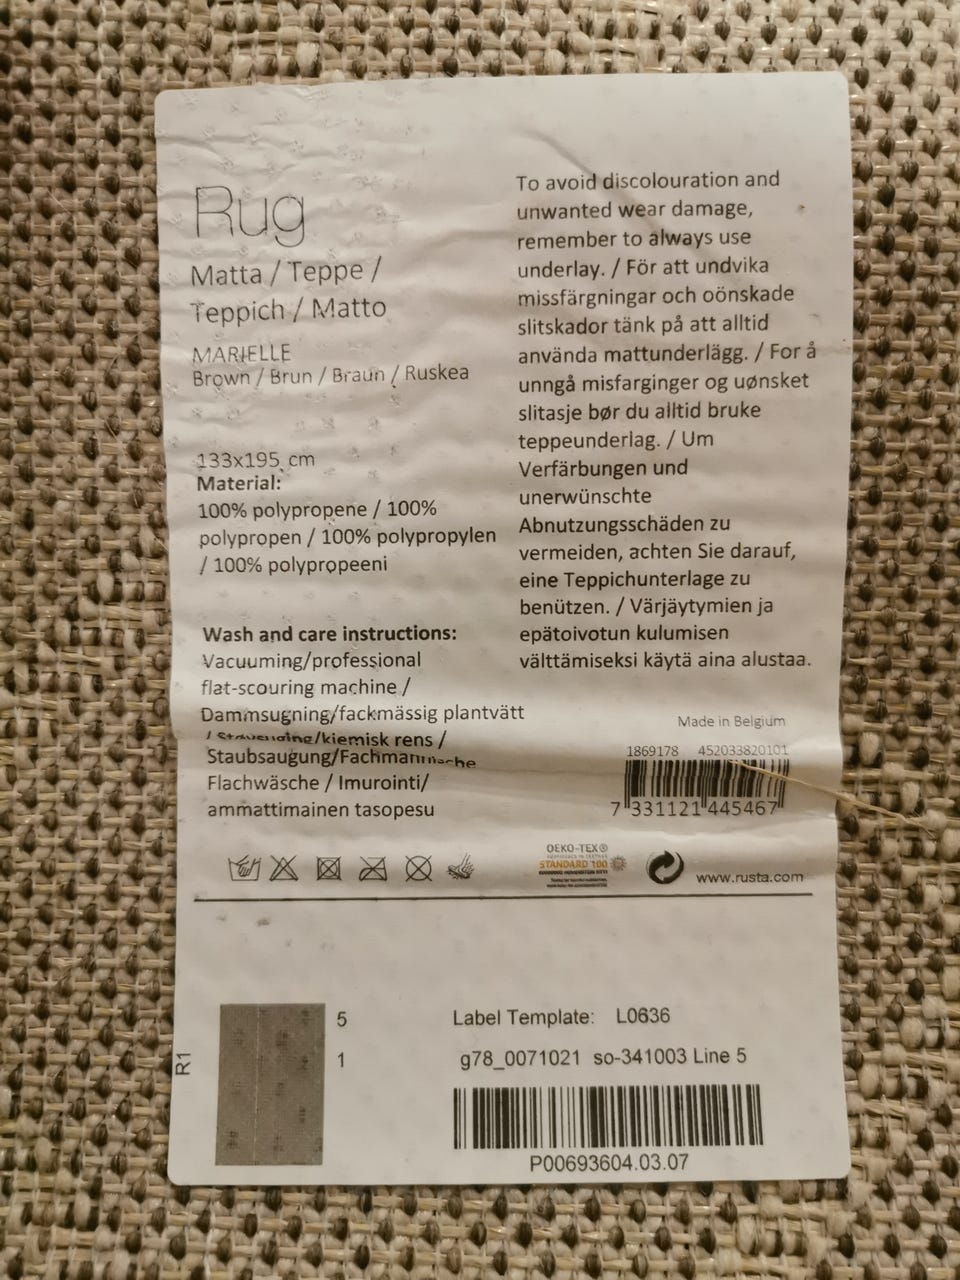 Rug
Matta / Teppe /
Teppich / Matto
MARIELLE
Brown / Brun / Braun / Ruskea
133x195 cm
Material:
100% polypropene / 100%
polypropen / 100% polypropylen
/ 100% polypropeeni
Wash and care instructions:
Vacuuming/professional
flat-scouring machine /
Dammsugning/fackmässig plantvätt
/ kiemisk rens /
Staubsaugung/Fachmannische
Flachwäsche / Imurointi/
ammattimainen tasopesu
To avoid discolouration and
unwanted wear damage,
remember to always use
underlay. / För att undvika
missfärgningar och oönskade
slitskador tänk på att alltid
använda mattunderlägg. / For å
unngå misfarginger og uønsket
slitasje bør du alltid bruke
teppeunderlag. / Um
Verfärbungen und
unerwünschte
Abnutzungsschäden zu
vermeiden, achten Sie darauf,
eine Teppichunterlage zu
benützen. / Värjäytymien ja
epätoivotun kulumisen
välttämiseksi käytä aina alustaa.
Made in Belgium
1869178 452033820101
7 331121 445467
OEKO-TEX®
STANDARD 100
www.rusta.com
R1
5
1
Label Template: L0636
g78_0071021 so-341003 Line 5
P00693604.03.07